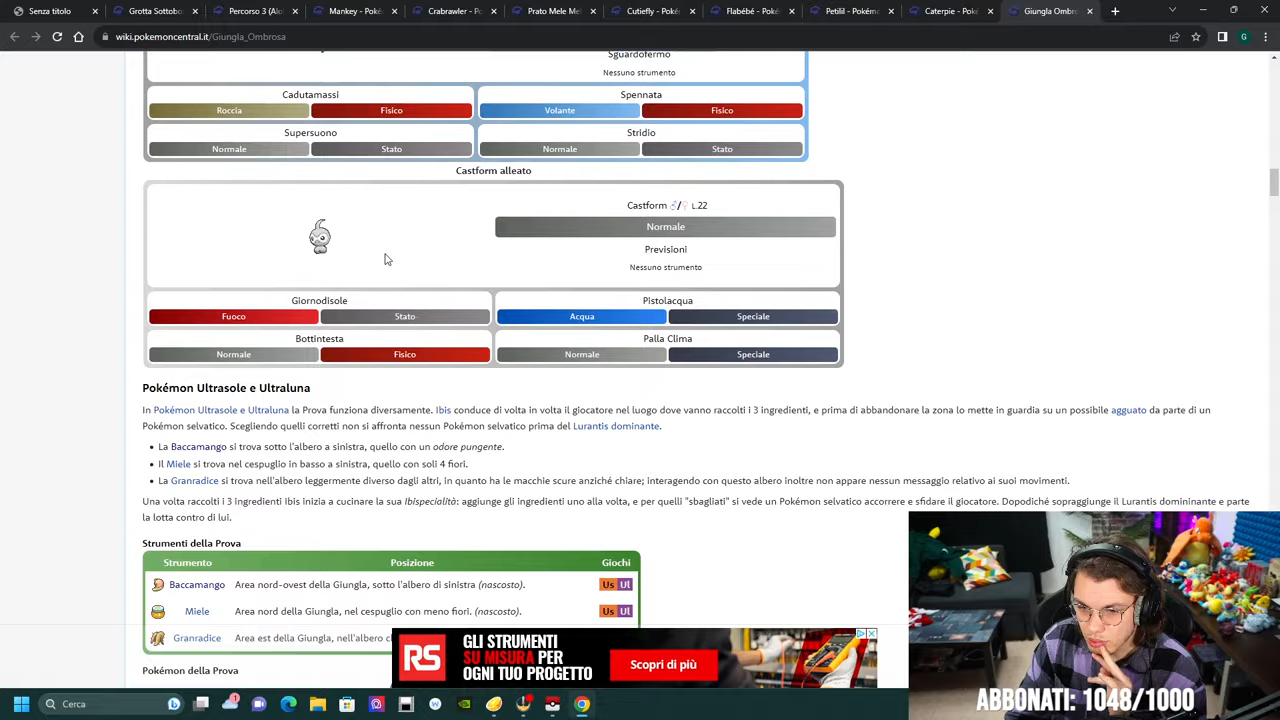 Senza titolo
Grotta Sottobo
Percorso 3 (Alol
Mankey - Poké
Crabrawler - Po
Prato Mele Mel
Cutiefly - Poké
Flabébé - Poké
Petilil - Pokém
Caterpie - Pok
Giungla Ombro
wiki.pokemoncentral.it/Giungla_Ombrosa
Sguardofermo
Nessuno strumento
Cadutamassi Spennata
Roccia Fisico Volante Fisico
Supersuono Stridio
Normale Stato Normale Stato
Castform alleato
Castform ♂/♀ L.22
Normale
Previsioni
Nessuno strumento
Giornodisole Pistolacqua
Fuoco Stato Acqua Speciale
Bottintesta Palla Clima
Normale Fisico Normale Speciale
Pokémon Ultrasole e Ultraluna
In Pokémon Ultrasole e Ultraluna la Prova funziona diversamente. Ibis conduce di volta in volta il giocatore nel luogo dove vanno raccolti i 3 ingredienti, e prima di abbandonare la zona lo mette in guardia su un possibile agguato da parte di un
Pokémon selvatico. Scegliendo quelli corretti non si affronta nessun Pokémon selvatico prima del Lurantis dominante.
• La Baccamango si trova sotto l'albero a sinistra, quello con un odore pungente.
• Il Miele si trova nel cespuglio in basso a sinistra, quello con soli 4 fiori.
• La Granradice si trova nell'albero leggermente diverso dagli altri, in quanto ha le macchie scure anziché chiare; interagendo con questo albero inoltre non appare nessun messaggio relativo ai suoi movimenti.
Una volta raccolti i 3 ingredienti Ibis inizia a cucinare la sua Ibispecialità: aggiunge gli ingredienti uno alla volta, e per quelli "sbagliati" si vede un Pokémon selvatico accorrere e sfidare il giocatore. Dopodiché sopraggiunge il Lurantis domininante e parte
la lotta contro di lui.
Strumenti della Prova
Strumento Posizione Giochi
Baccamango Area nord-ovest della Giungla, sotto l'albero di sinistra (nascosto). Us Ul
Miele Area nord della Giungla, nel cespuglio con meno fiori. (nascosto). Us Ul
Granradice Area est della Giungla, nell'albero c
Pokémon della Prova
RS
GLI STRUMENTI
SU MISURA PER
OGNI TUO PROGETTO
Scopri di più
ABBONATI: 1048/1000
Cerca